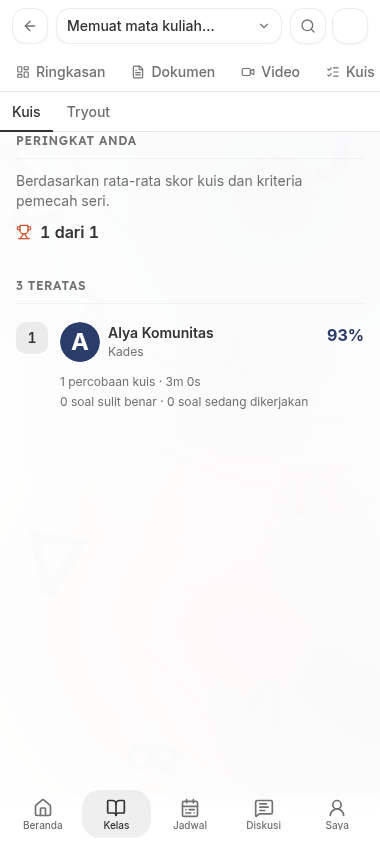 Memuat mata kuliah...
Ringkasan
Dokumen
Video
Kuis
Kuis
Tryout
PERINGKAT ANDA
Berdasarkan rata-rata skor kuis dan kriteria
pemecah seri.
1 dari 1
3 TERATAS
1
A
Alya Komunitas
93%
Kades
1 percobaan kuis · 3m 0s
0 soal sulit benar · 0 soal sedang dikerjakan
Beranda
Kelas
Jadwal
Diskusi
Saya